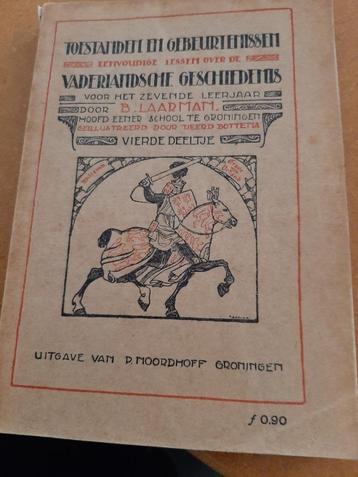 TOESTANDEN EN GEBEURTENISSEN
EENVOUDIGE LESSEN OVER DE
VADERLANDSCHE GESCHIEDENIS
VOOR HET ZEVENDE LEERJAAR
DOOR B. LAARMAN,
HOOFD EENER SCHOOL TE GRONINGEN
GEÏLLUSTREERD DOOR TJEERD BOTTEMA
VIERDE DEELTJE
UITGAVE VAN P. NOORDHOFF GRONINGEN
ƒ 0.90